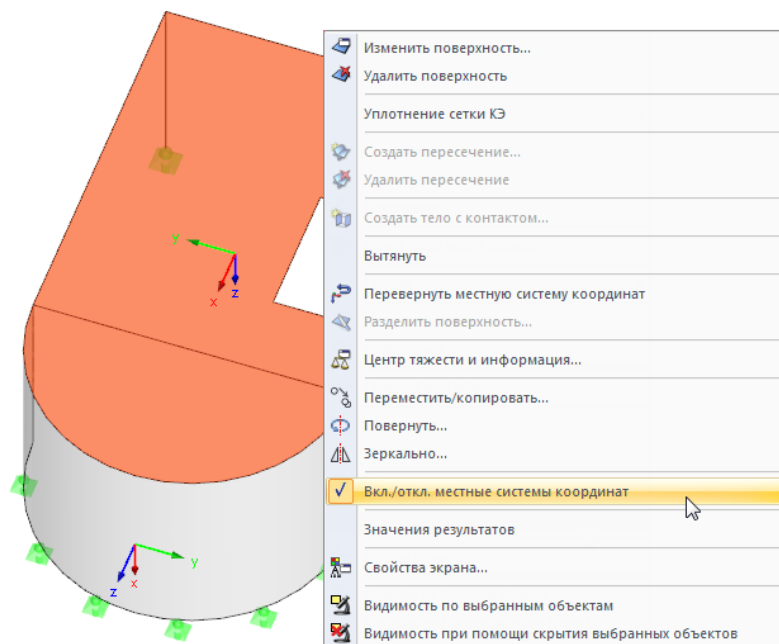 Изменить поверхность...
Удалить поверхность
Уплотнение сетки КЭ
Создать пересечение...
Удалить пересечение
Создать тело с контактом...
Вытянуть
Перевернуть местную систему координат
Разделить поверхность...
Центр тяжести и информация...
Переместить/копировать...
Повернуть...
Зеркально...
Вкл./откл. местные системы координат
Значения результатов
Свойства экрана...
Видимость по выбранным объектам
Видимость при помощи скрытия выбранных объектов
y
x
z
y
z
x